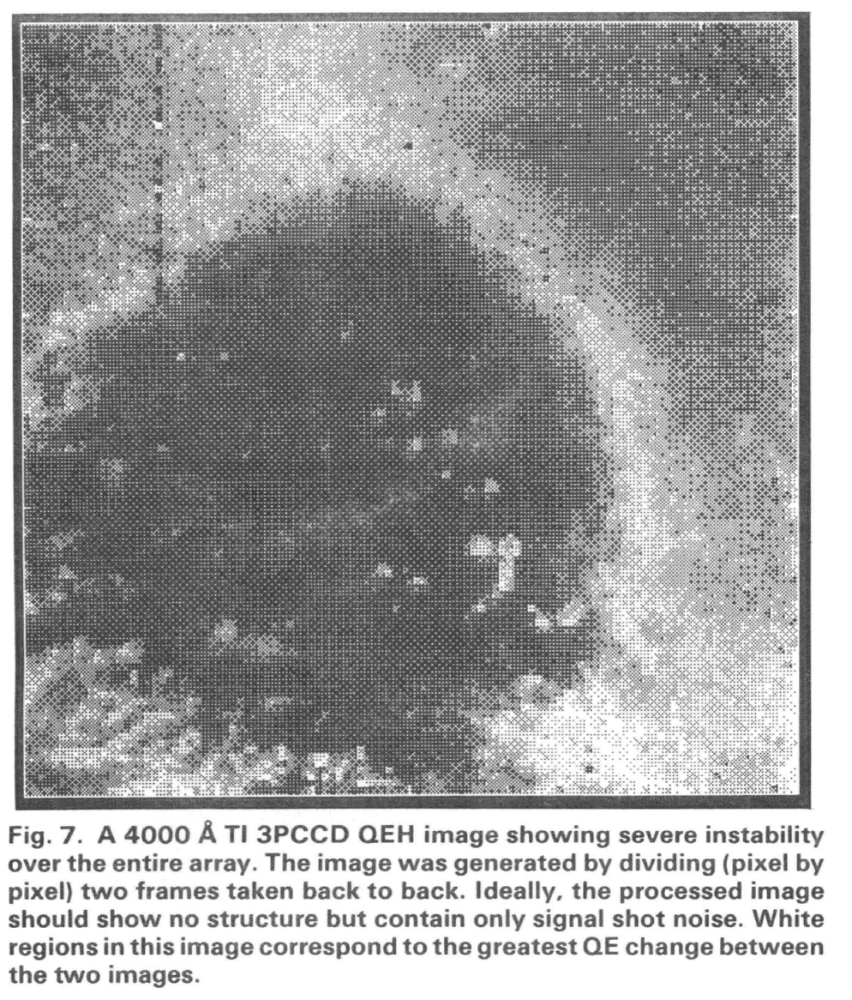 Fig. 7. A 4000 Å TI 3PCCD QEH image showing severe instability
over the entire array. The image was generated by dividing (pixel by
pixel) two frames taken back to back. Ideally, the processed image
should show no structure but contain only signal shot noise. White
regions in this image correspond to the greatest QE change between
the two images.